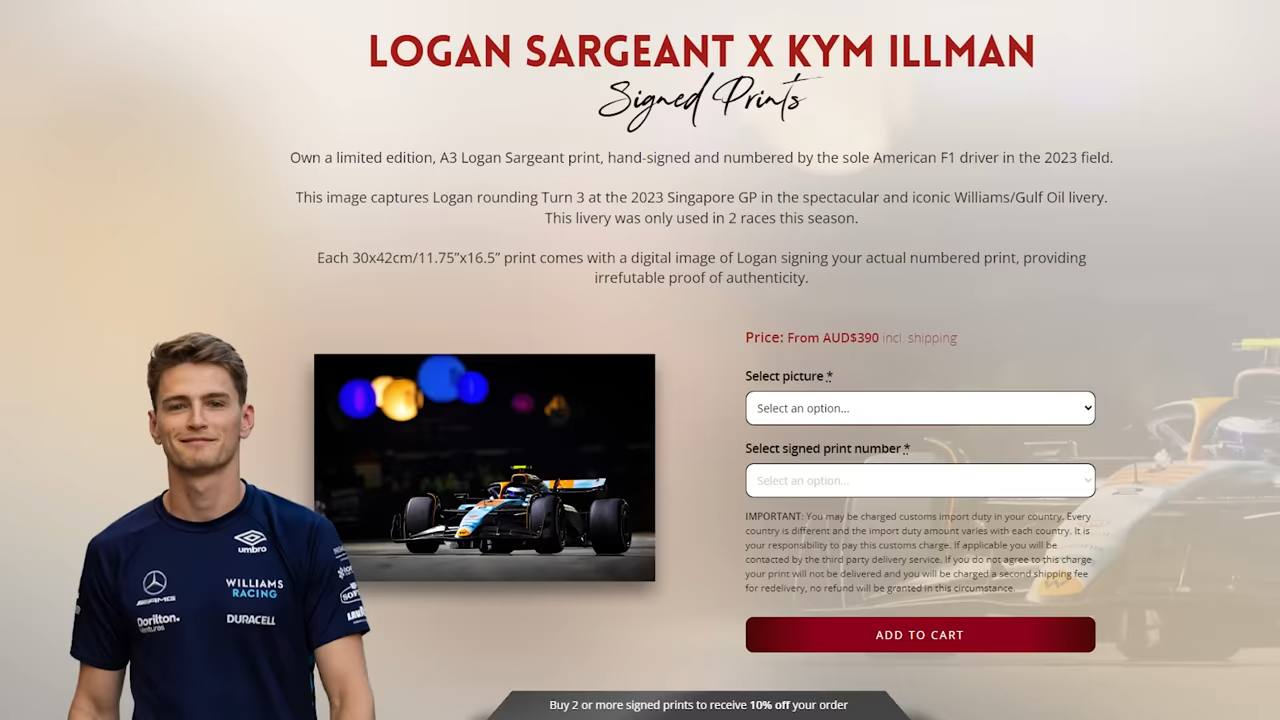 LOGAN SARGEANT X KYM ILLMAN
Signed Prints
Own a limited edition, A3 Logan Sargeant print, hand-signed and numbered by the sole American F1 driver in the 2023 field.
This image captures Logan rounding Turn 3 at the 2023 Singapore GP in the spectacular and iconic Williams/Gulf Oil livery.
This livery was only used in 2 races this season.
Each 30x42cm/11.75”x16.5” print comes with a digital image of Logan signing your actual numbered print, providing
irrefutable proof of authenticity.
Price: From AUD$390 incl. shipping
Select picture *
Select an option...
Select signed print number *
Select an option...
IMPORTANT: You may be charged customs import duty in your country. Every
country is different and the import duty amount varies with each country. It is
your responsibility to pay this customs charge. If applicable you will be
contacted by the third party delivery service. If you do not agree to this charge
your print will not be delivered and you will be charged a second shipping fee
for redelivery, no refund will be granted in this circumstance.
ADD TO CART
umbro
AMG
WILLIAMS
RACING
Dorilton
Ventures
DURACELL
Buy 2 or more signed prints to receive 10% off your order